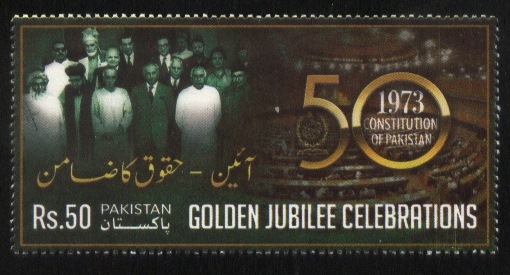 50
1973
CONSTITUTION
OF PAKISTAN
آئین - حقوق کا ضامن
Rs.50 PAKISTAN
پاکستان
GOLDEN JUBILEE CELEBRATIONS